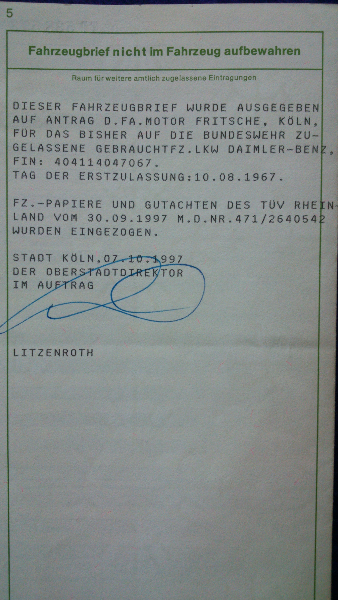 5
Fahrzeugbrief nicht im Fahrzeug aufbewahren
Raum für weitere amtlich zugelassene Eintragungen
DIESER FAHRZEUGBRIEF WURDE AUSGEGEBEN
AUF ANTRAG D.FA.MOTOR FRITSCHE, KÖLN,
FÜR DAS BISHER AUF DIE BUNDESWEHR ZU-
GELASSENE GEBRAUCHTFZ.LKW DAIMLER-BENZ,
FIN: 404114047067.
TAG DER ERSTZULASSUNG:10.08.1967.
FZ.-PAPIERE UND GUTACHTEN DES TÜV RHEIN-
LAND VOM 30.09.1997 M.D.NR.471/2640542
WURDEN EINGEZOGEN.
STADT KÖLN,07.10.1997
DER OBERSTADTDIREKTOR
IM AUFTRAG
LITZENROTH